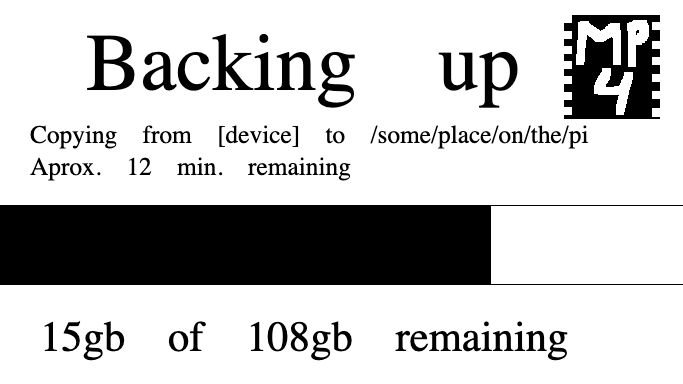 Backing up
MP
4
Copying from [device] to /some/place/on/the/pi
Aprox. 12 min. remaining
15gb of 108gb remaining